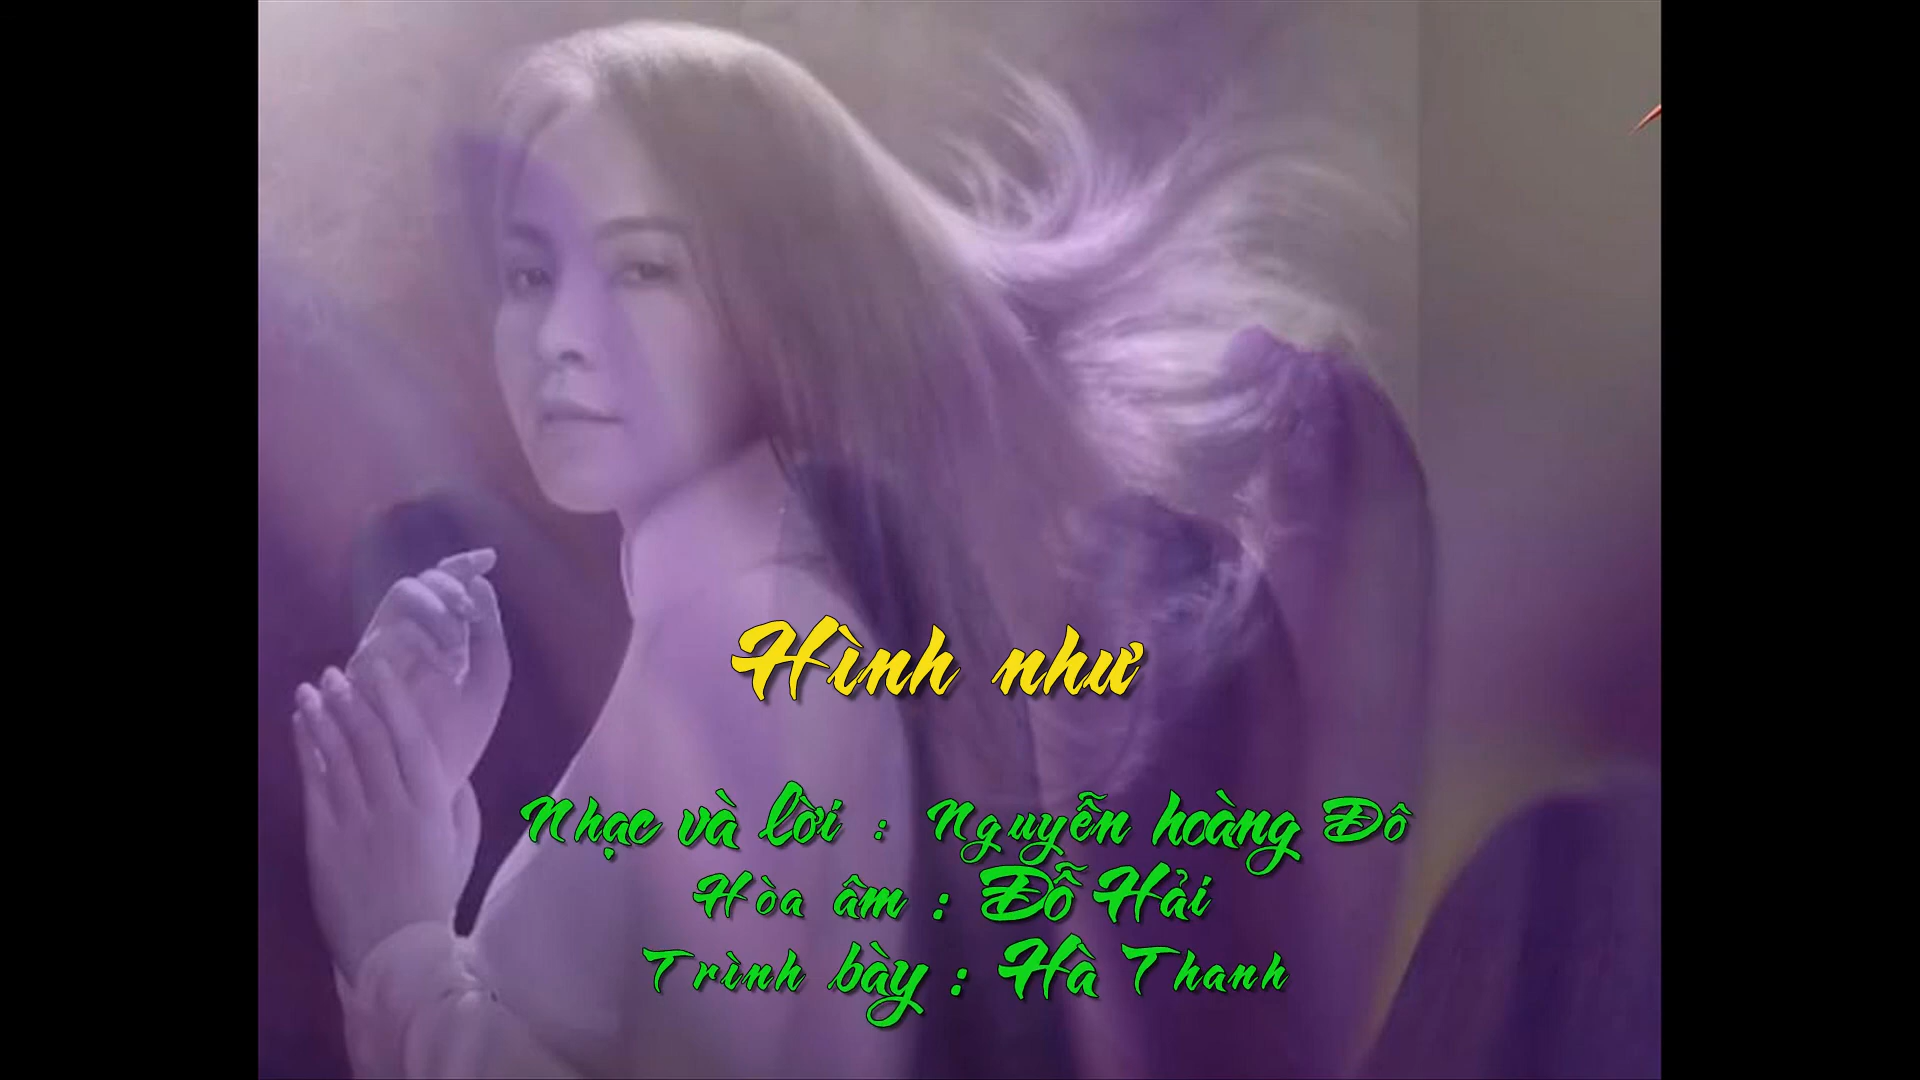 Hình như
Nhạc và lời : Nguyễn hoàng Đô
Hòa âm : Đỗ Hải
Trình bày : Hà Thanh